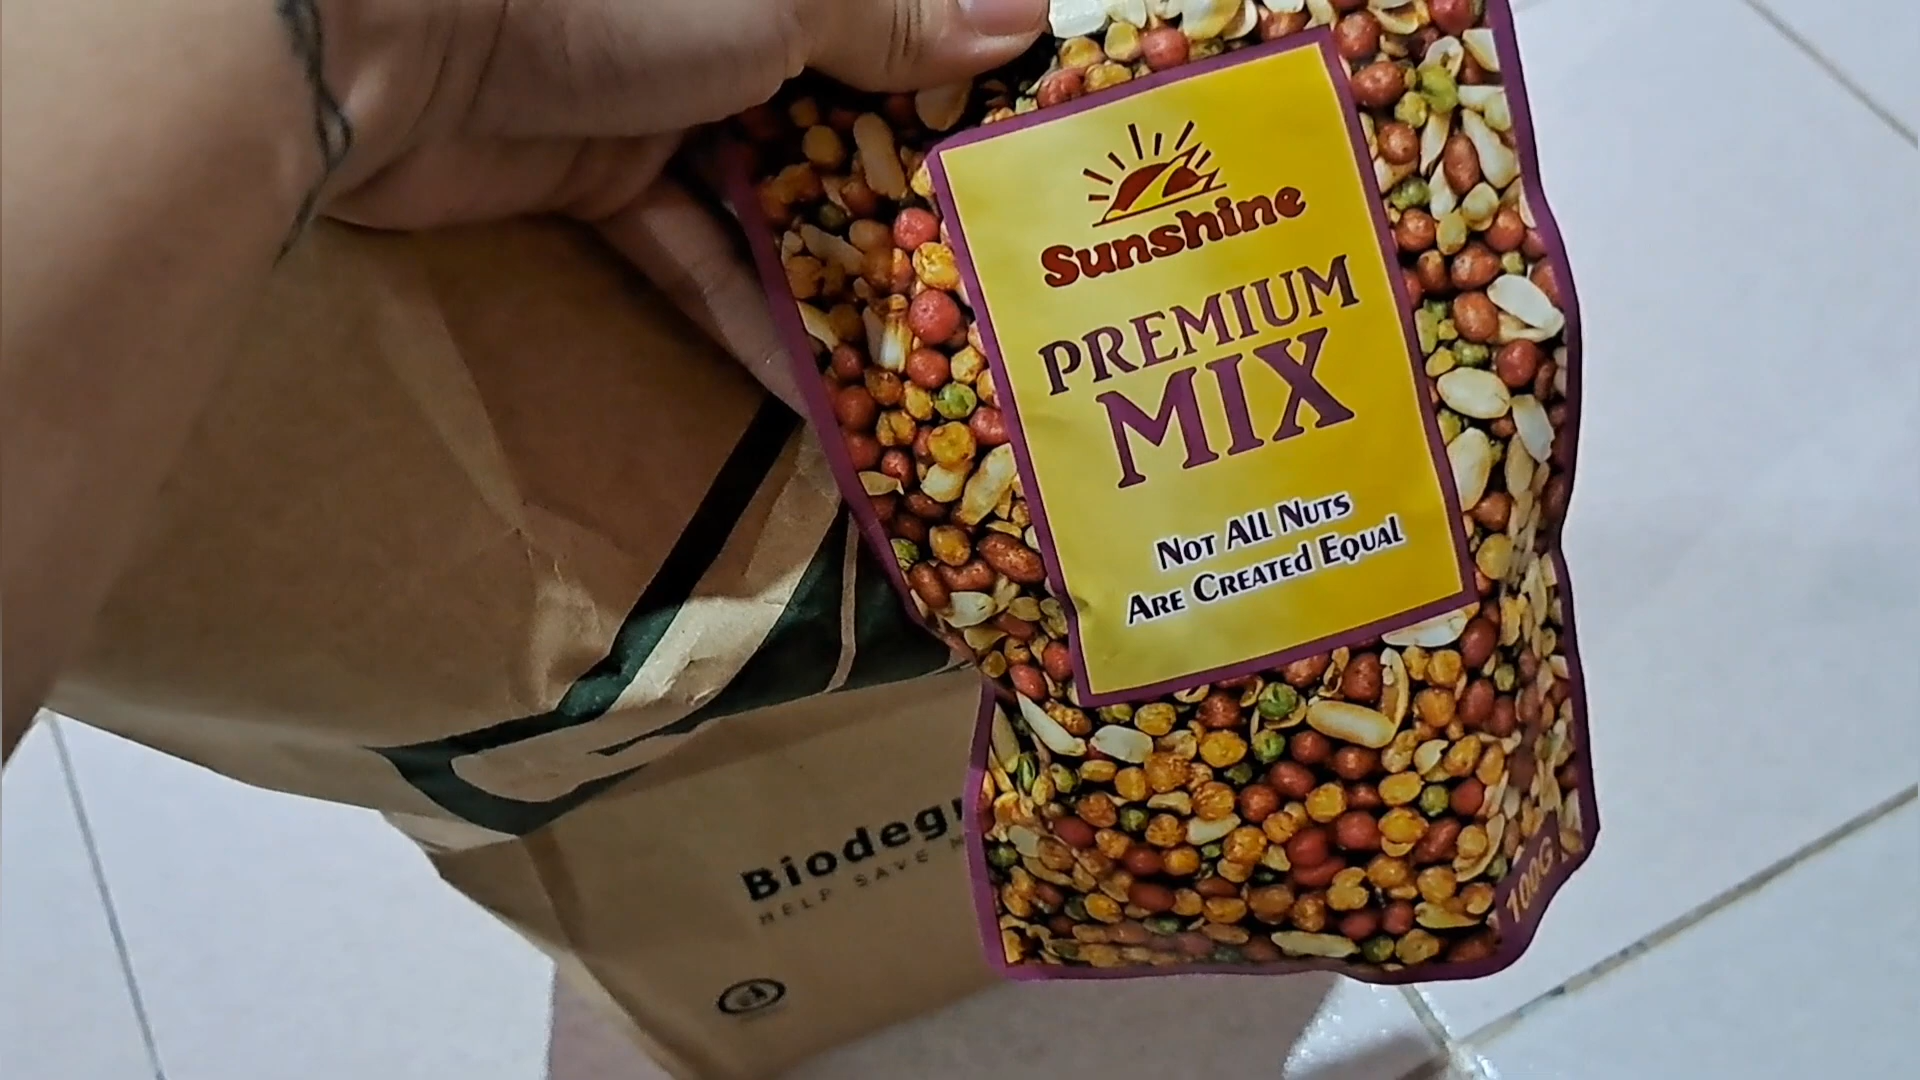 Sunshine
PREMIUM
MIX
NOT ALL NUTS
ARE CREATEd EQUAL
100G
HELP SAVE